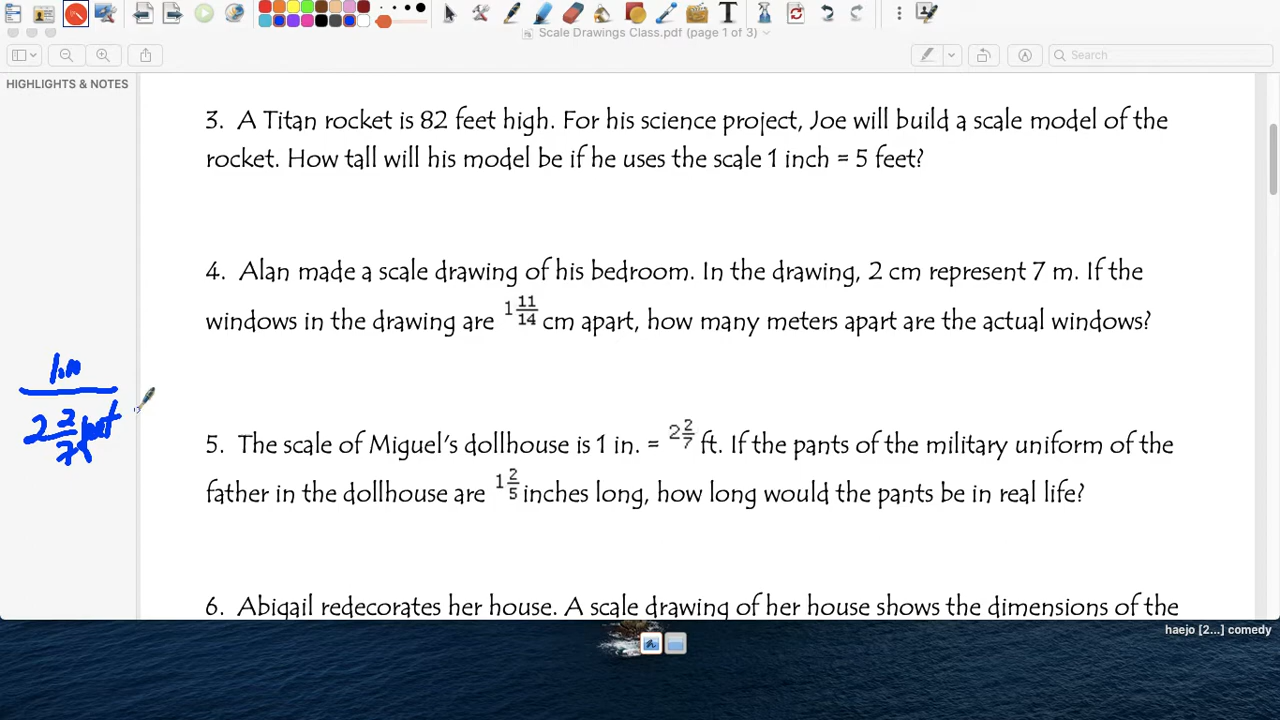 Scale Drawings Class.pdf (page 1 of 3)
Search
HIGHLIGHTS & NOTES
3. A Titan rocket is 82 feet high. For his science project, Joe will build a scale model of the
rocket. How tall will his model be if he uses the scale 1 inch = 5 feet?
4. Alan made a scale drawing of his bedroom. In the drawing, 2 cm represent 7 m. If the
windows in the drawing are 1 11/14 cm apart, how many meters apart are the actual windows?
1 in
2 2/7 feet
5. The scale of Miguel's dollhouse is 1 in. = 2 2/7 ft. If the pants of the military uniform of the
father in the dollhouse are 1 2/5 inches long, how long would the pants be in real life?
6. Abigail redecorates her house. A scale drawing of her house shows the dimensions of the
haejo [2...] comedy